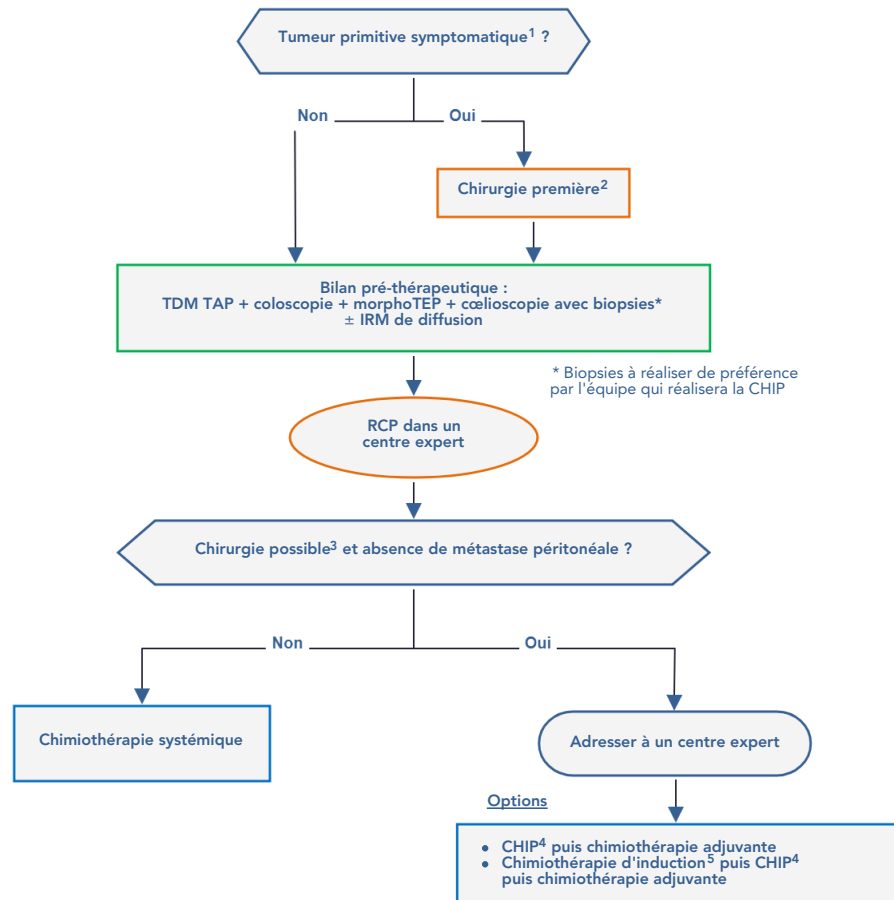 Tumeur primitive symptomatique1 ?
Non
Oui
Chirurgie première2
Bilan pré-thérapeutique :
TDM TAP + coloscopie + morphoTEP + cœlioscopie avec biopsies*
± IRM de diffusion
* Biopsies à réaliser de préférence
par l'équipe qui réalisera la CHIP
RCP dans un
centre expert
Chirurgie possible3 et absence de métastase péritonéale ?
Non
Oui
Chimiothérapie systémique
Adresser à un centre expert
Options
• CHIP4 puis chimiothérapie adjuvante
• Chimiothérapie d'induction5 puis CHIP4
puis chimiothérapie adjuvante